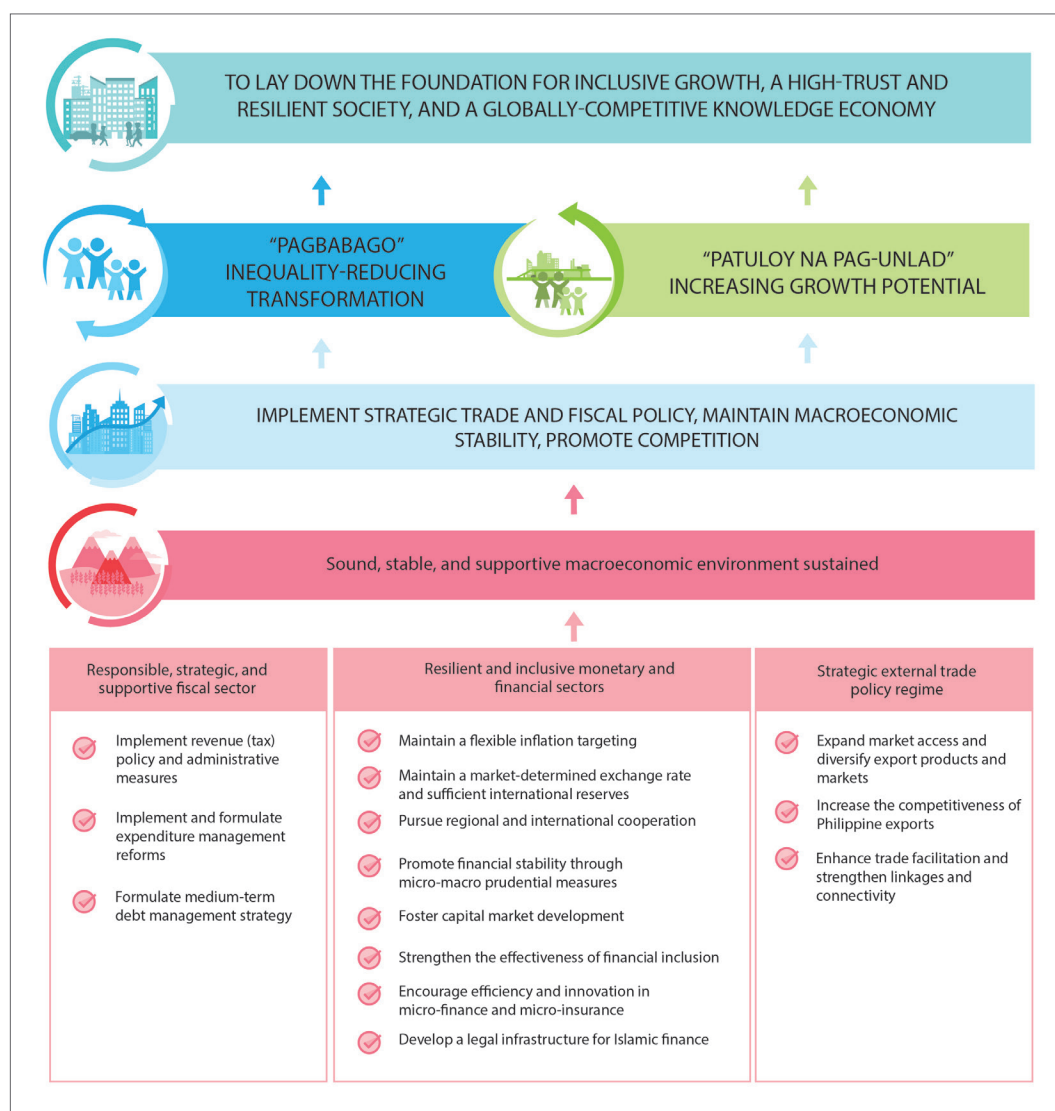 TO LAY DOWN THE FOUNDATION FOR INCLUSIVE GROWTH, A HIGH-TRUST AND
RESILIENT SOCIETY, AND A GLOBALLY-COMPETITIVE KNOWLEDGE ECONOMY
“PAGBABAGO”
INEQUALITY-REDUCING
TRANSFORMATION
“PATULOY NA PAG-UNLAD”
INCREASING GROWTH POTENTIAL
IMPLEMENT STRATEGIC TRADE AND FISCAL POLICY, MAINTAIN MACROECONOMIC
STABILITY, PROMOTE COMPETITION
Sound, stable, and supportive macroeconomic environment sustained
Responsible, strategic, and
supportive fiscal sector
Implement revenue (tax)
policy and administrative
measures
Implement and formulate
expenditure management
reforms
Formulate medium-term
debt management strategy
Resilient and inclusive monetary and
financial sectors
Maintain a flexible inflation targeting
Maintain a market-determined exchange rate
and sufficient international reserves
Pursue regional and international cooperation
Promote financial stability through
micro-macro prudential measures
Foster capital market development
Strengthen the effectiveness of financial inclusion
Encourage efficiency and innovation in
micro-finance and micro-insurance
Develop a legal infrastructure for Islamic finance
Strategic external trade
policy regime
Expand market access and
diversify export products and
markets
Increase the competitiveness of
Philippine exports
Enhance trade facilitation and
strengthen linkages and
connectivity